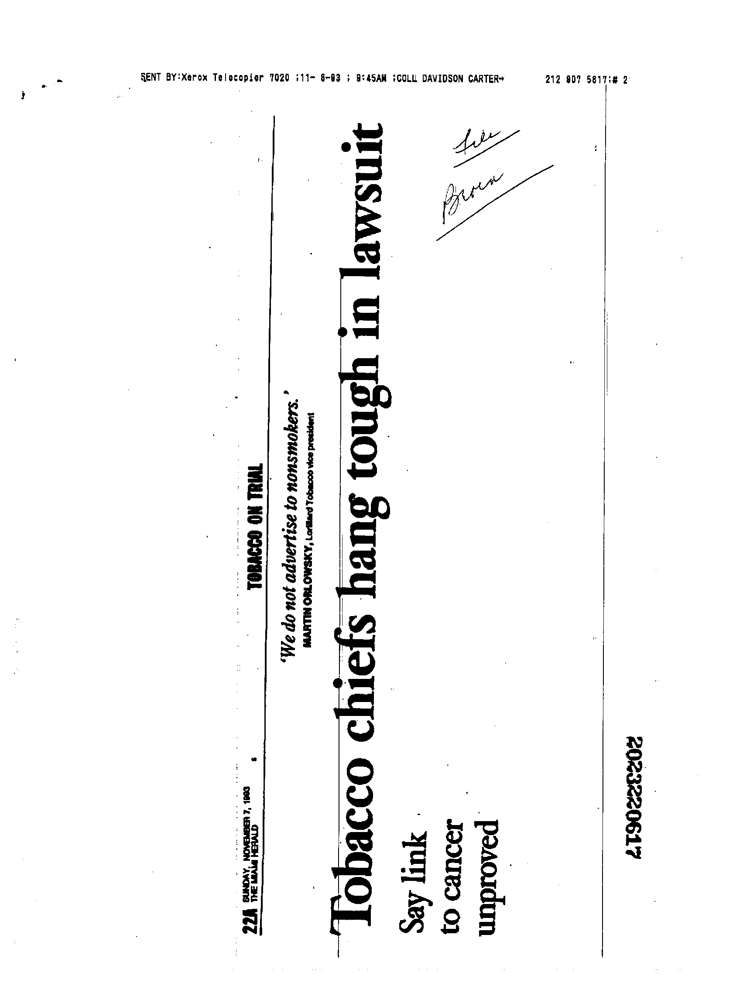 SENT BY:Xerox Telecopier 7020 ;11- 8-93 ; 9:45AM ;COLL DAVIDSON CARTER→ 212 907 5817;# 2
File
22A SUNDAY, NOVEMBER 7, 1993
THE MIAMI HERALD
TOBACCO ON TRIAL
'We do not advertise to nonsmokers.'
MARTIN ORLOWSKY, Lorillard Tobacco vice president
Tobacco chiefs hang tough in lawsuit
Say link
to cancer
unproved
2023220617